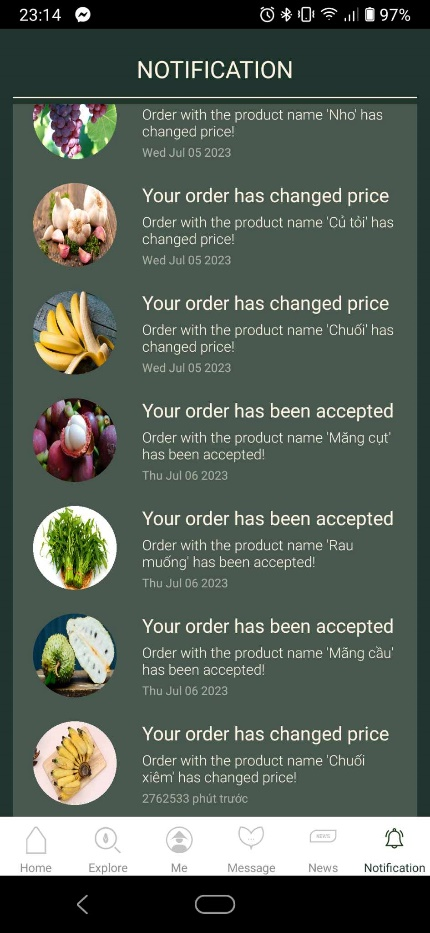 23:14
97%
NOTIFICATION
Order with the product name 'Nho' has
changed price!
Wed Jul 05 2023
Your order has changed price
Order with the product name 'Củ tỏi' has
changed price!
Wed Jul 05 2023
Your order has changed price
Order with the product name 'Chuối' has
changed price!
Wed Jul 05 2023
Your order has been accepted
Order with the product name 'Măng cụt'
has been accepted!
Thu Jul 06 2023
Your order has been accepted
Order with the product name 'Rau
muống' has been accepted!
Thu Jul 06 2023
Your order has been accepted
Order with the product name 'Mãng cầu'
has been accepted!
Thu Jul 06 2023
Your order has changed price
Order with the product name 'Chuối
xiêm' has changed price!
2762533 phút trước
NEWS
Home Explore Me Message News Notification